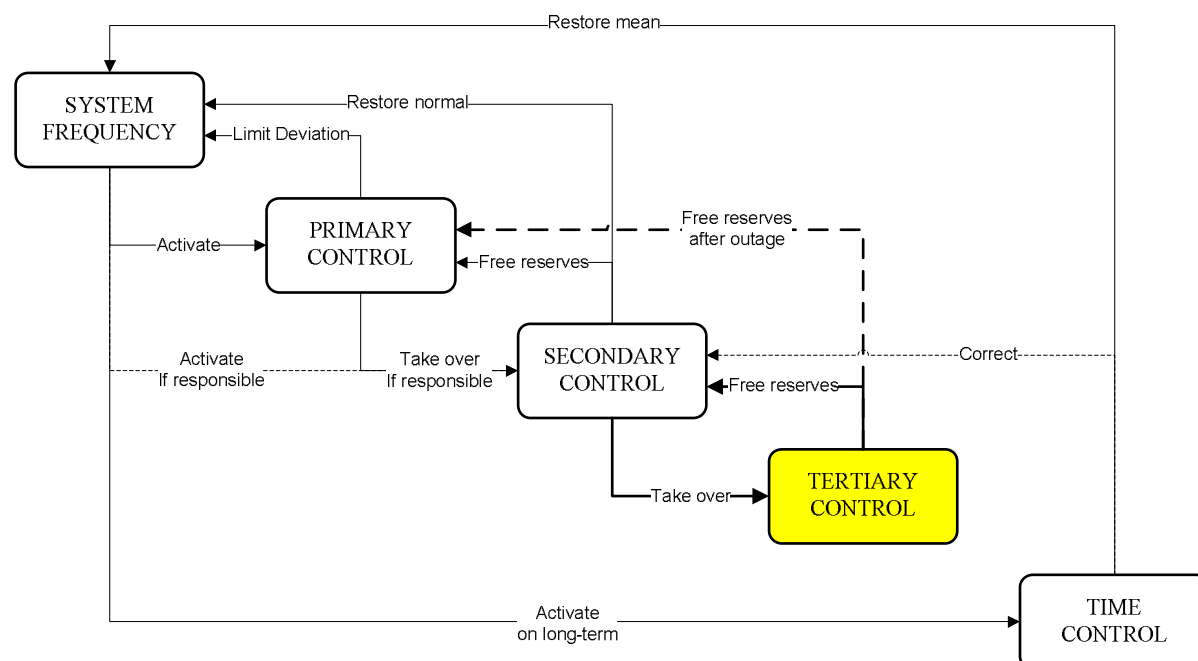 Restore mean
SYSTEM
FREQUENCY
Restore normal
Limit Deviation
PRIMARY
CONTROL
Free reserves
after outage
Activate
Free reserves
Activate
If responsible
Take over
If responsible
SECONDARY
CONTROL
Correct
Free reserves
TERTIARY
CONTROL
Take over
Activate
on long-term
TIME
CONTROL